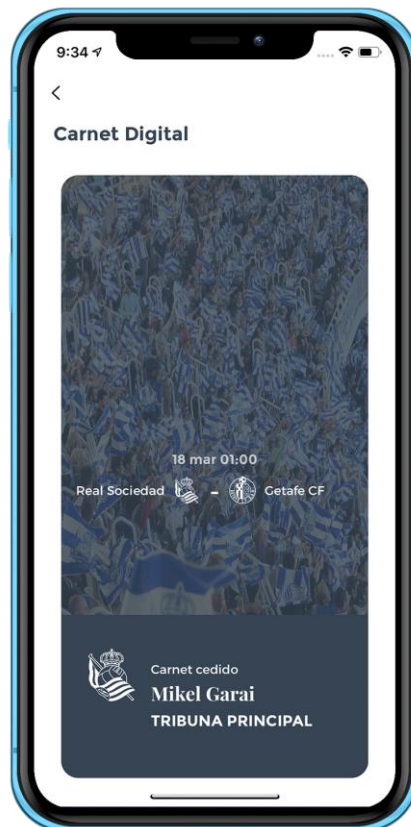 9:34
Carnet Digital
18 mar 01:00
Real Sociedad - Getafe CF
Carnet cedido
Mikel Garai
TRIBUNA PRINCIPAL